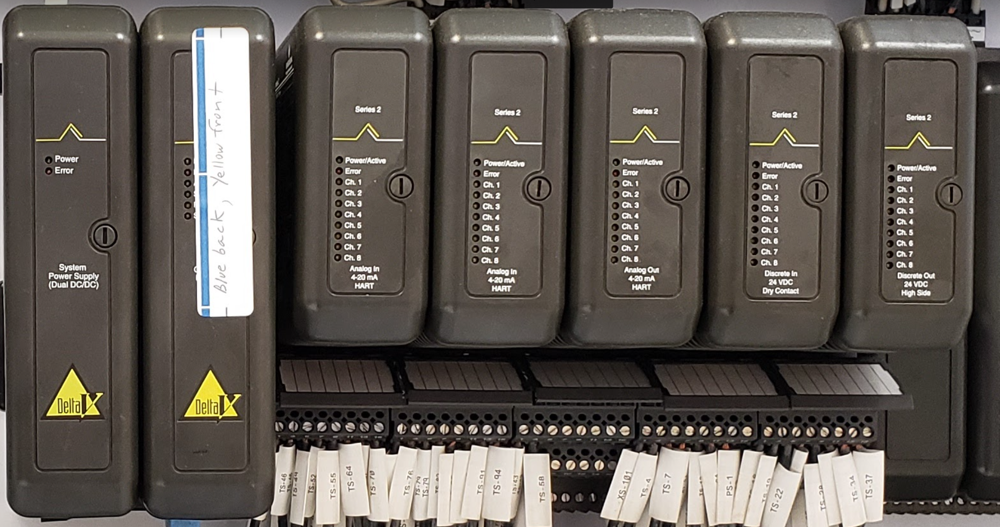 Power
Error
System
Power Supply
(Dual DC/DC)
DeltaV
Blue back, Yellow front
DeltaV
Series 2
Power/Active
Error
Ch. 1
Ch. 2
Ch. 3
Ch. 4
Ch. 5
Ch. 6
Ch. 7
Ch. 8
Analog In
4-20 mA
HART
Series 2
Power/Active
Error
Ch. 1
Ch. 2
Ch. 3
Ch. 4
Ch. 5
Ch. 6
Ch. 7
Ch. 8
Analog In
4-20 mA
HART
Series 2
Power/Active
Error
Ch. 1
Ch. 2
Ch. 3
Ch. 4
Ch. 5
Ch. 6
Ch. 7
Ch. 8
Analog Out
4-20 mA
HART
Series 2
Power/Active
Error
Ch. 1
Ch. 2
Ch. 3
Ch. 4
Ch. 5
Ch. 6
Ch. 7
Ch. 8
Discrete In
24 VDC
Dry Contact
Series 2
Power/Active
Error
Ch. 1
Ch. 2
Ch. 3
Ch. 4
Ch. 5
Ch. 6
Ch. 7
Ch. 8
Discrete Out
24 VDC
High Side
TS-46
TS-49
TS-52
TS-55
TS-64
TS-70
TS-76
TS-79
TS-79
TS-91
TS-94
TS-58
XS-101
TS-4
TS-7
PS-1
TS-22
TS-34
TS-37